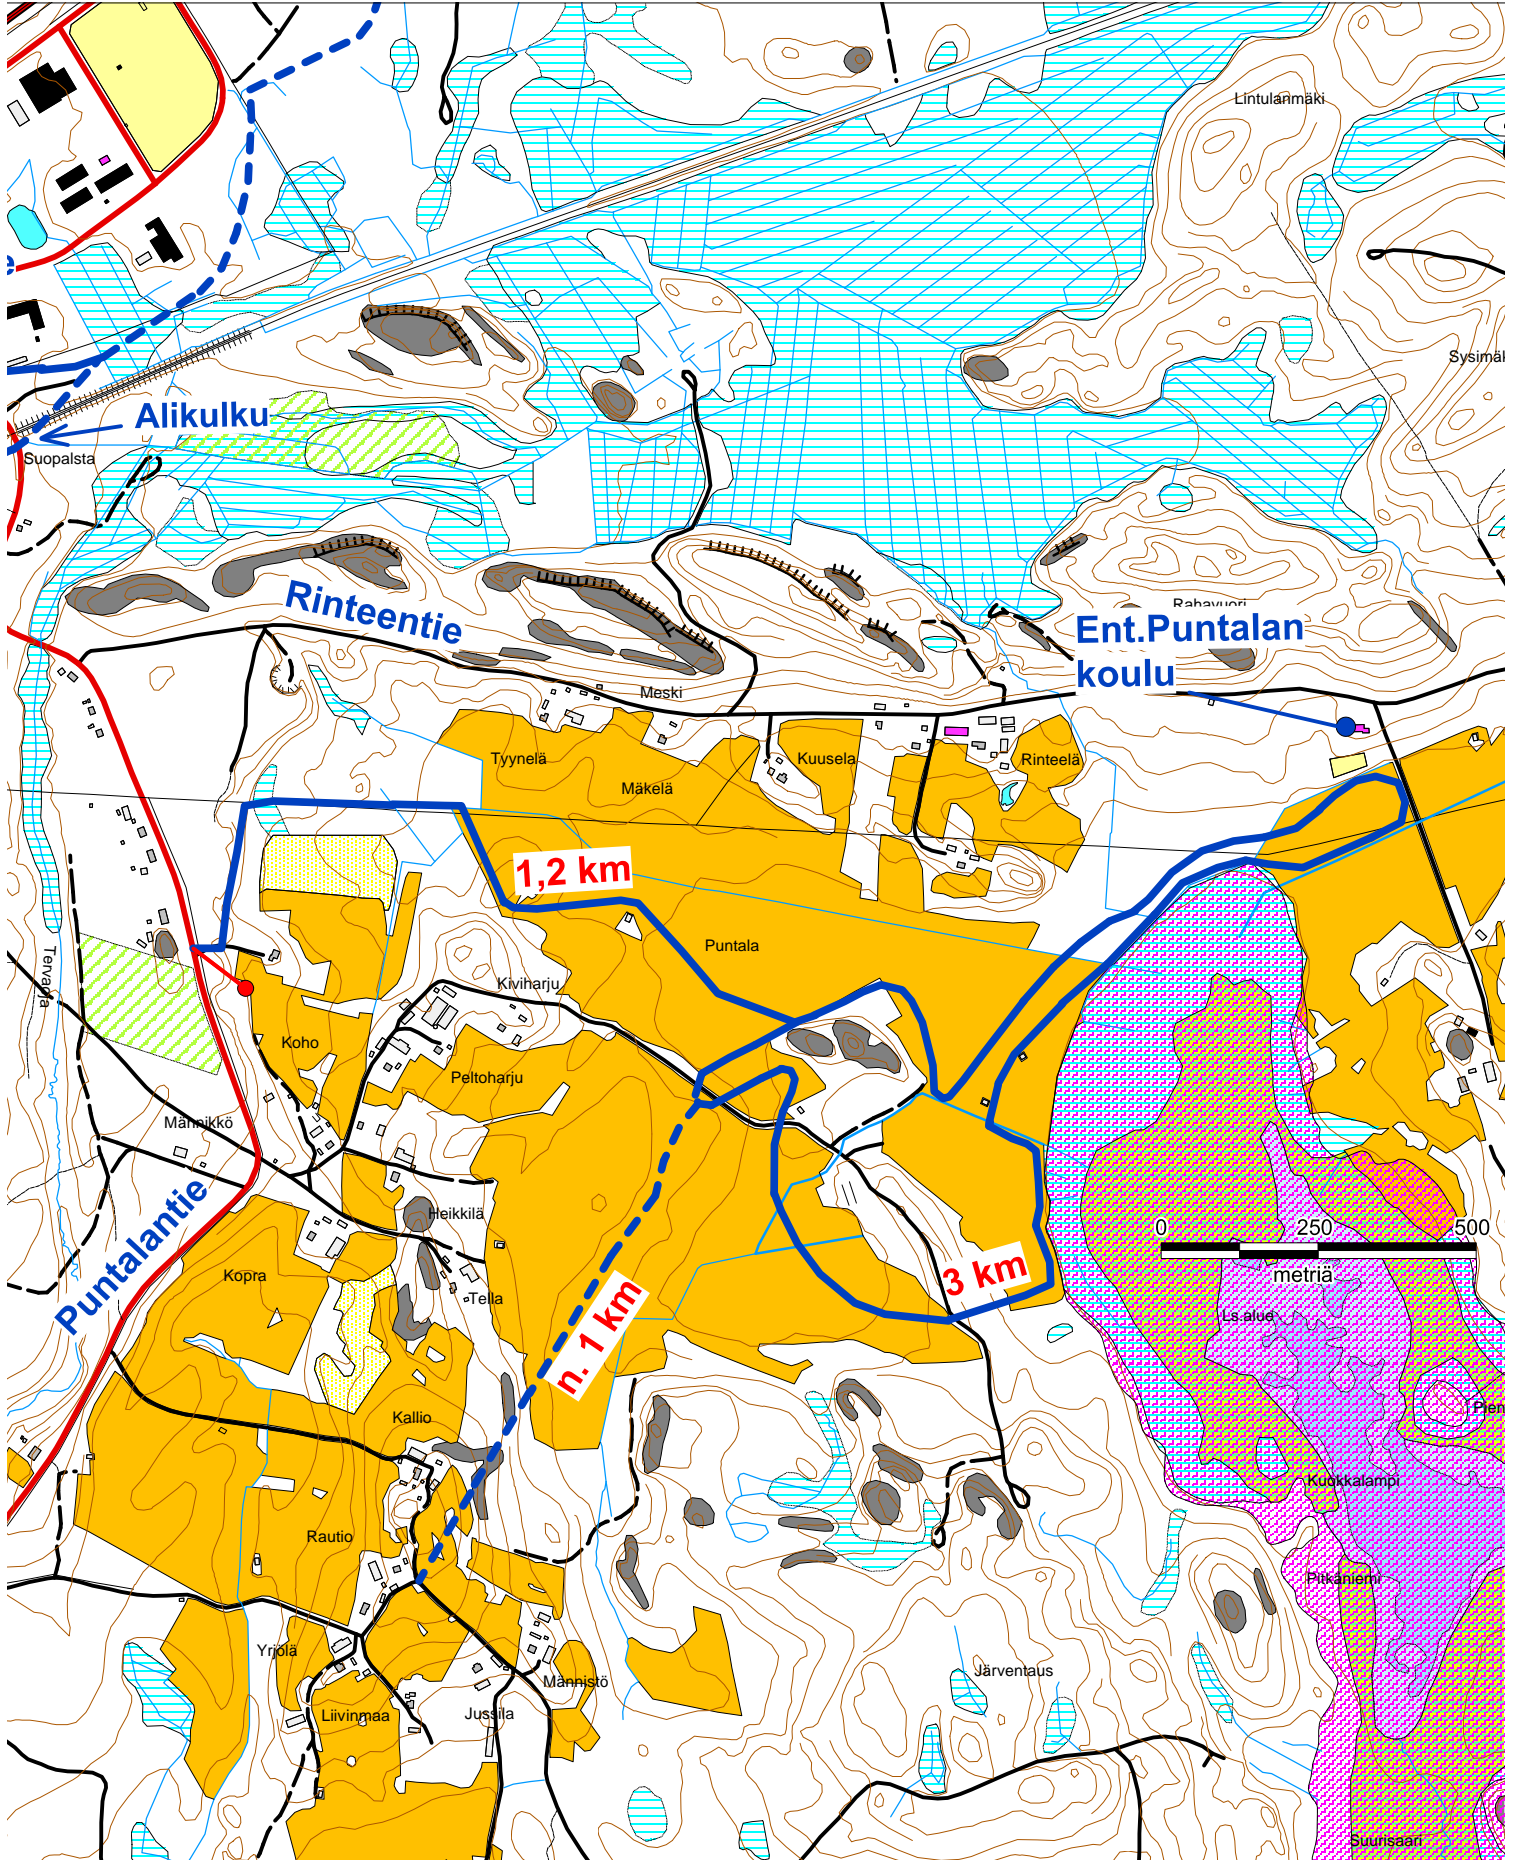 Lintulanmäki
e
Sysimäk
Alikulku
Suopalsta
Rinteentie
Rahavuori
Ent.Puntalan
koulu
Meski
Tyynelä
Kuusela
Rinteelä
Mäkelä
1,2 km
Puntala
Tervaoja
Kiviharju
Koho
Peltoharju
Männikkö
Puntalantie
Heikkilä
0 250 500
metriä
Kopra
3 km
Tella
n. 1 km
Ls.alue
Pien
Kallio
Kuokkalampi
Rautio
Pitkäniemi
Yrjölä
Männistö
Järventaus
Liivinmaa
Jussila
Suurisaari